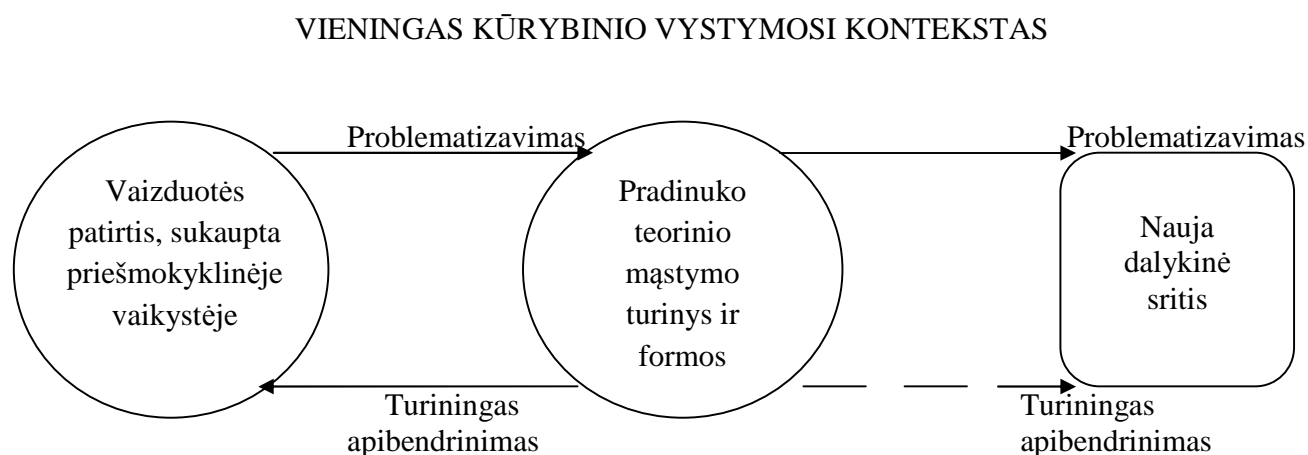 VIENINGAS KŪRYBINIO VYSTYMOSI KONTEKSTAS
Problematizavimas
Problematizavimas
Vaizduotės
patirtis, sukaupta
priešmokyklinėje
vaikystėje
Pradinuko
teorinio
mąstymo
turinys ir
formos
Nauja
dalykinė
sritis
Turiningas
apibendrinimas
Turiningas
apibendrinimas